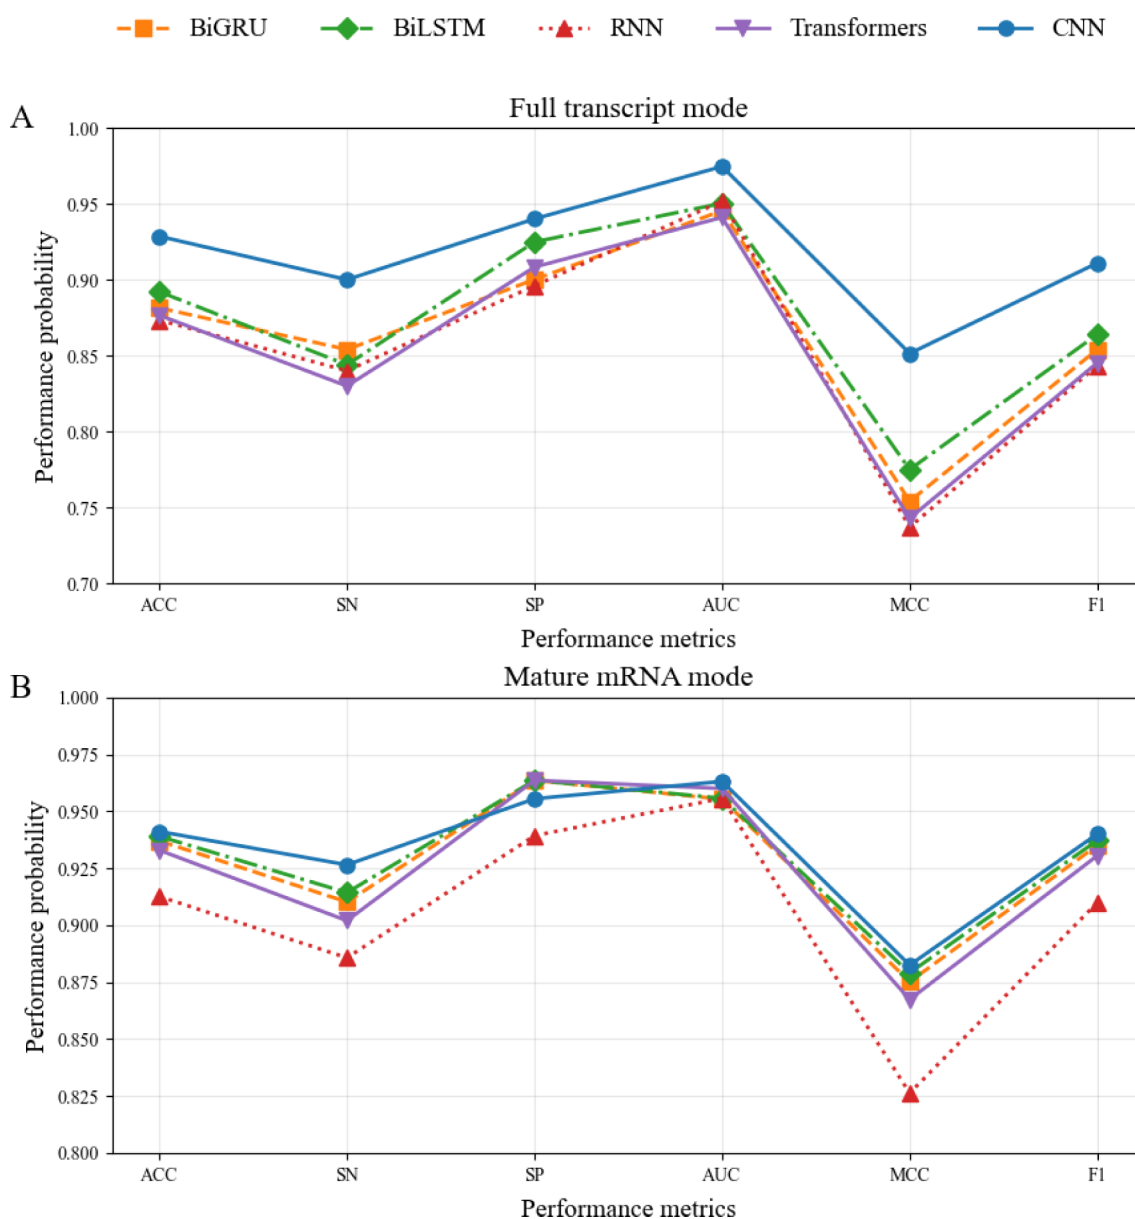 BiGRU BiLSTM RNN Transformers CNN
A
Full transcript mode
Performance probability
1.00
0.95
0.90
0.85
0.80
0.75
0.70
ACC SN SP AUC MCC F1
Performance metrics
B
Mature mRNA mode
Performance probability
1.000
0.975
0.950
0.925
0.900
0.875
0.850
0.825
0.800
ACC SN SP AUC MCC F1
Performance metrics